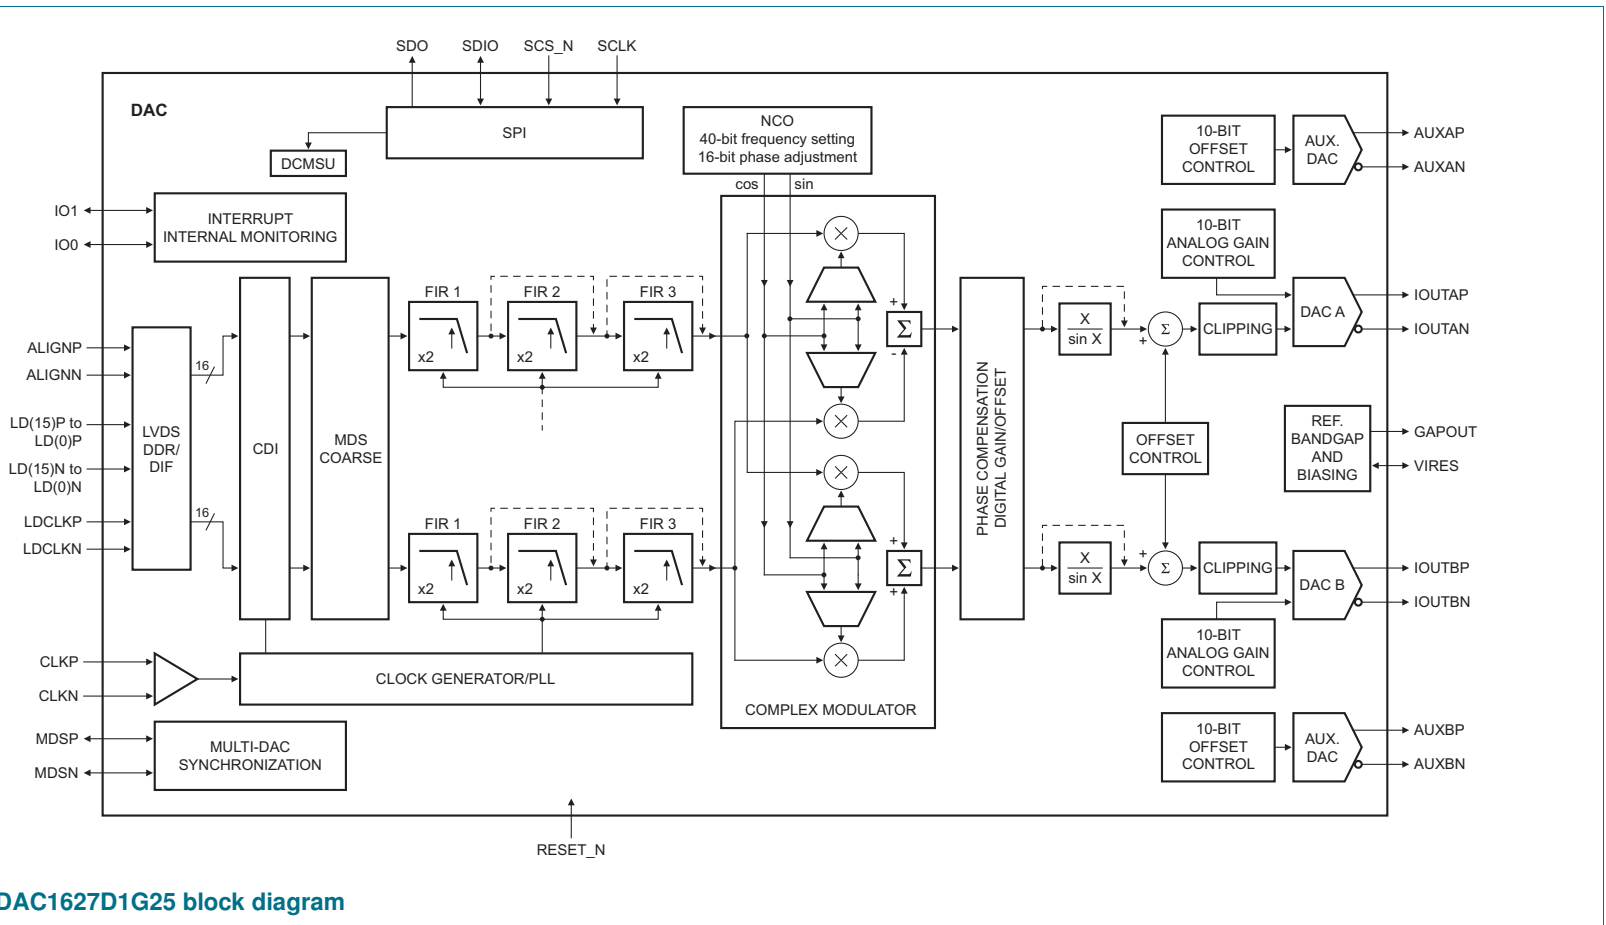 SDO
SDIO
SCS_N
SCLK
DAC
SPI
DCMSU
NCO
40-bit frequency setting
16-bit phase adjustment
cos
sin
10-BIT
OFFSET
CONTROL
AUX.
DAC
AUXAP
AUXAN
IO1
IO0
INTERRUPT
INTERNAL MONITORING
10-BIT
ANALOG GAIN
CONTROL
FIR 1
FIR 2
FIR 3
x2
x2
x2
+
Σ
-
X
sin X
Σ
+
CLIPPING
DAC A
IOUTAP
IOUTAN
ALIGNP
ALIGNN
LD(15)P to
LD(0)P
LD(15)N to
LD(0)N
LDCLKP
LDCLKN
LVDS
DDR/
DIF
16
16
CDI
MDS
COARSE
PHASE COMPENSATION
DIGITAL GAIN/OFFSET
OFFSET
CONTROL
REF.
BANDGAP
AND
BIASING
GAPOUT
VIRES
FIR 1
FIR 2
FIR 3
x2
x2
x2
+
Σ
+
X
sin X
+
Σ
CLIPPING
DAC B
IOUTBP
IOUTBN
10-BIT
ANALOG GAIN
CONTROL
CLKP
CLKN
CLOCK GENERATOR/PLL
COMPLEX MODULATOR
MDSP
MDSN
MULTI-DAC
SYNCHRONIZATION
10-BIT
OFFSET
CONTROL
AUX.
DAC
AUXBP
AUXBN
RESET_N
DAC1627D1G25 block diagram